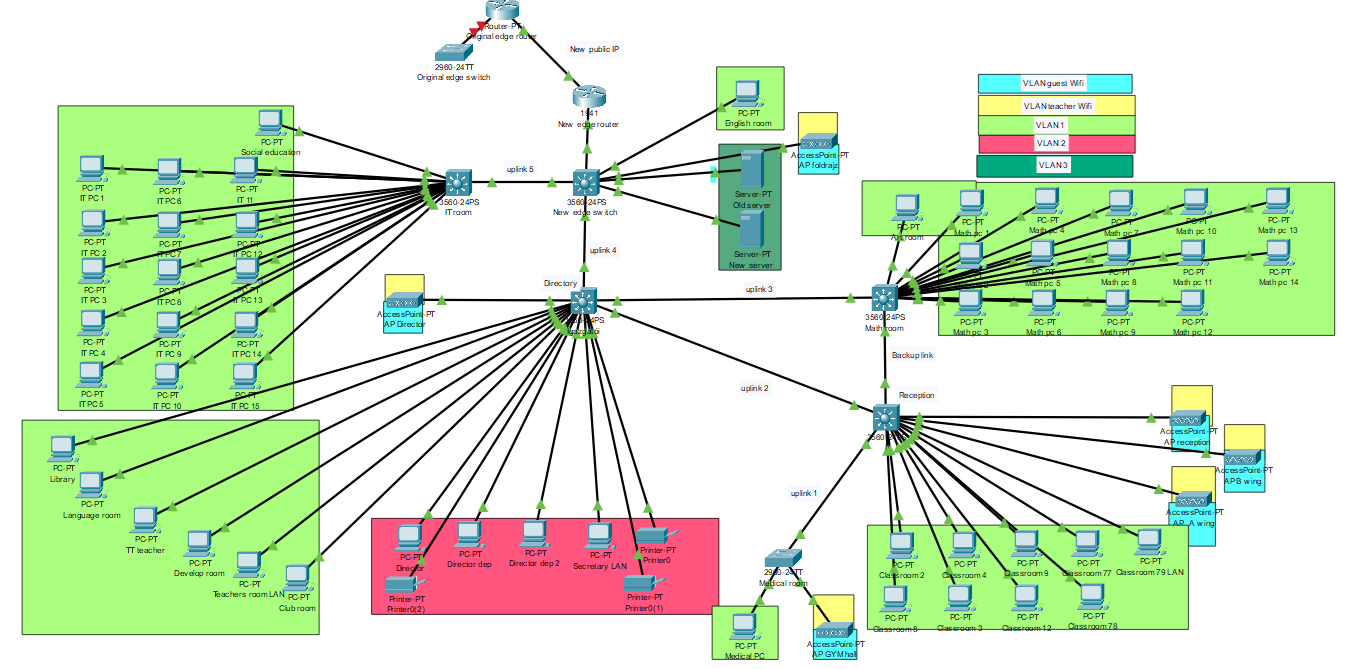 Router-PT
Original edge router
2960-24TT
Original edge switch
New public IP
1941
New edge router
PC-PT
English room
AccessPoint-PT
AP foldrajz
VLAN guest Wifi
VLAN teacher Wifi
VLAN 1
VLAN 2
VLAN 3
PC-PT
Social education
PC-PT
IT PC 1
PC-PT
IT PC 6
PC-PT
IT 11
3560-24PS
IT room
uplink 5
3560-24PS
New edge switch
Server-PT
Old server
Server-PT
New server
PC-PT
IT PC 2
PC-PT
IT PC 7
PC-PT
IT PC 12
PC-PT
IT PC 3
PC-PT
IT PC 8
PC-PT
IT PC 13
PC-PT
IT PC 4
PC-PT
IT PC 9
PC-PT
IT PC 14
PC-PT
IT PC 5
PC-PT
IT PC 10
PC-PT
IT PC 15
uplink 4
Directory
AccessPoint-PT
AP Director
uplink 3
PC-PT
Art room
PC-PT
Math pc 1
PC-PT
Math pc 4
PC-PT
Math pc 7
PC-PT
Math pc 10
PC-PT
Math pc 13
PC-PT
PC-PT
Math pc 5
PC-PT
Math pc 8
PC-PT
Math pc 11
PC-PT
Math pc 14
3560-24PS
Math room
PC-PT
Math pc 3
PC-PT
Math pc 6
PC-PT
Math pc 9
PC-PT
Math pc 12
Backup link
uplink 2
Reception
AccessPoint-PT
AP reception
AccessPoint-PT
AP B wing
AccessPoint-PT
AP A wing
uplink 1
PC-PT
Library
PC-PT
Language room
PC-PT
TT teacher
PC-PT
Develop room
PC-PT
Teachers room LAN
PC-PT
Club room
PC-PT
Director
PC-PT
Director dep
PC-PT
Director dep 2
PC-PT
Secretary LAN
Printer-PT
Printer0
Printer-PT
Printer0(2)
Printer-PT
Printer0(1)
2960-24TT
Medical room
PC-PT
Medical PC
AccessPoint-PT
AP GYM hall
PC-PT
Classroom 2
PC-PT
Classroom 4
PC-PT
Classroom 9
PC-PT
Classroom 77
PC-PT
Classroom 79 LAN
PC-PT
Classroom 8
PC-PT
Classroom 3
PC-PT
Classroom 12
PC-PT
Classroom 78